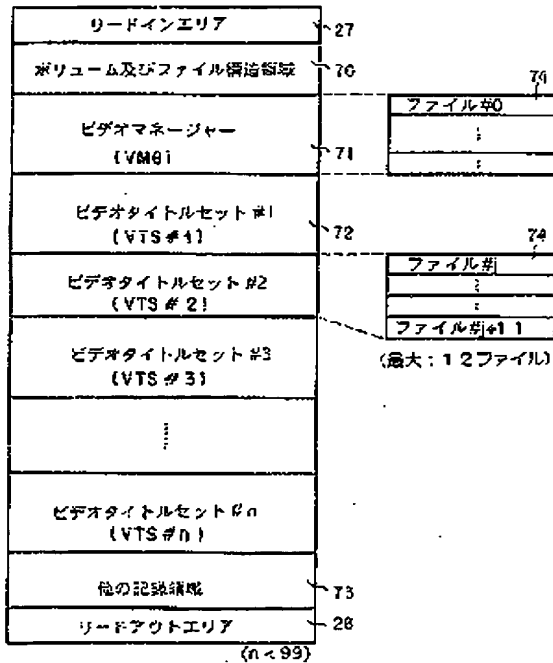 リードインエリア 27
ボリューム及びファイル構造領域 70
ビデオマネージャー
(VMG) 71
ファイル#0 74
ビデオタイトルセット #1
(VTS #1) 72
ビデオタイトルセット #2
(VTS # 2)
ファイル#j 74
ファイル#j+11
(最大:12ファイル)
ビデオタイトルセット #3
(VTS #3)
ビデオタイトルセット #n
(VTS #n)
他の記録領域 73
リードアウトエリア 26
(n<99)